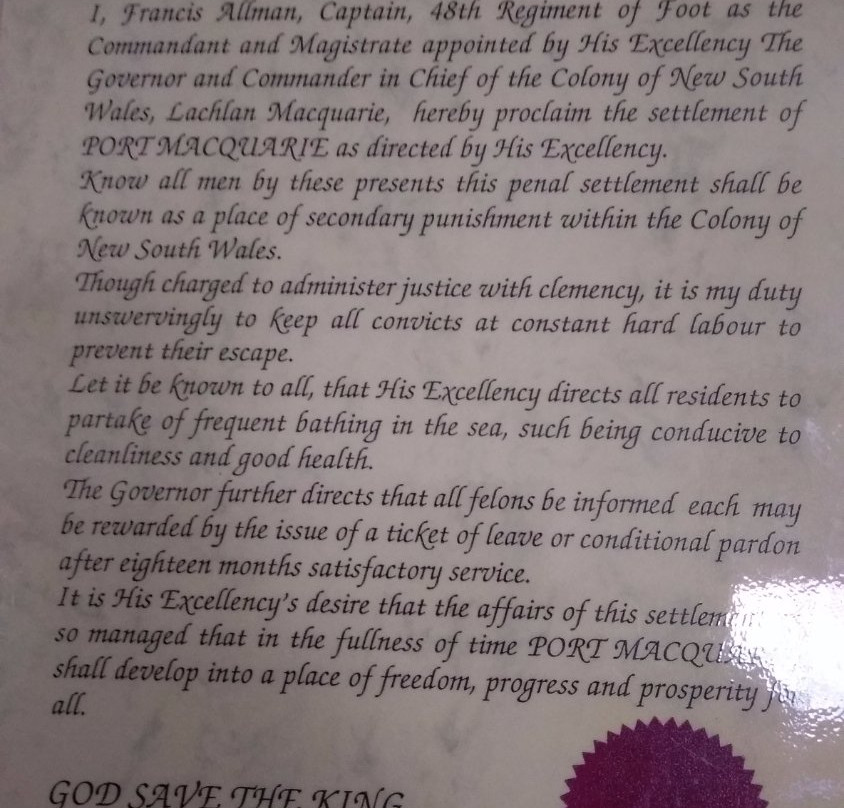 I, Francis Allman, Captain, 48th Regiment of Foot as the
Commandant and Magistrate appointed by His Excellency The
Governor and Commander in Chief of the Colony of New South
Wales, Lachlan Macquarie, hereby proclaim the settlement of
PORT MACQUARIE as directed by His Excellency.
Know all men by these presents this penal settlement shall be
known as a place of secondary punishment within the Colony of
New South Wales.
Though charged to administer justice with clemency, it is my duty
unswervingly to keep all convicts at constant hard labour to
prevent their escape.
Let it be known to all, that His Excellency directs all residents to
partake of frequent bathing in the sea, such being conducive to
cleanliness and good health.
The Governor further directs that all felons be informed each may
be rewarded by the issue of a ticket of leave or conditional pardon
after eighteen months satisfactory service.
It is His Excellency's desire that the affairs of this
so managed that in the fullness of time PORT
shall develop into a place of freedom, progress and prosperity for
all.
GOD SAVE THE KING